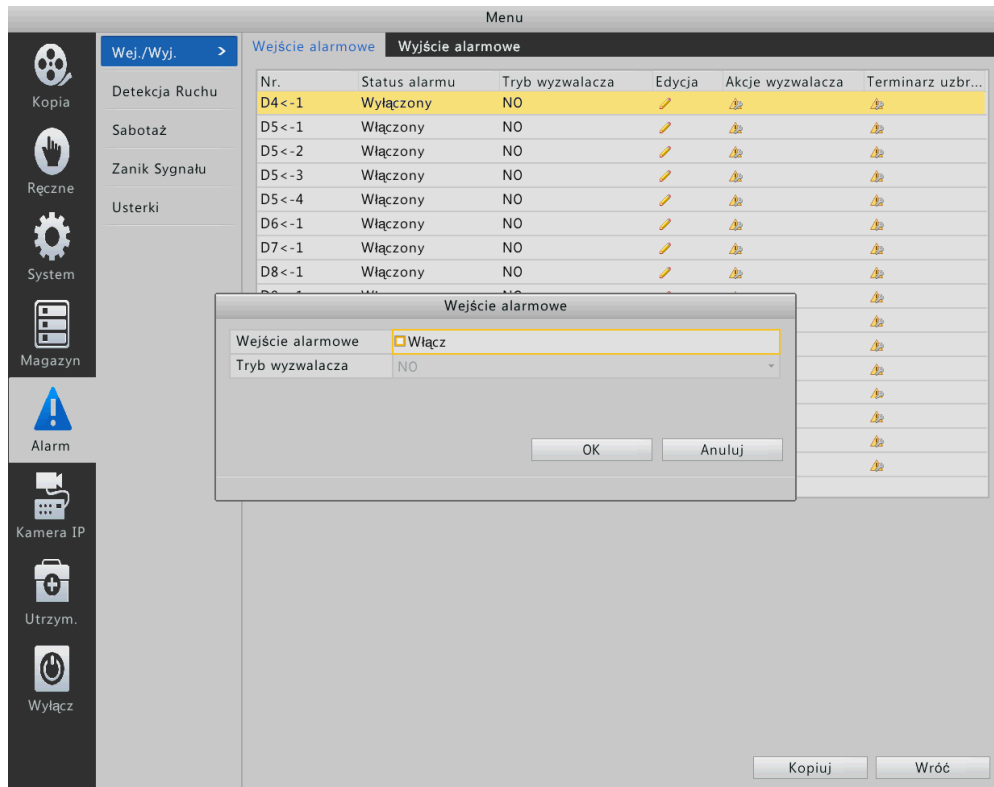 Menu
Kopia
Ręczne
System
Magazyn
Alarm
Kamera IP
Utrzym.
Wyłącz
Wej./Wyj. >
Detekcja Ruchu
Sabotaż
Zanik Sygnału
Usterki
Wejście alarmowe Wyjście alarmowe
Nr. Status alarmu Tryb wyzwalacza Edycja Akcje wyzwalacza Terminarz uzbr...
D4<-1 Wyłączony NO
D5<-1 Włączony NO
D5<-2 Włączony NO
D5<-3 Włączony NO
D5<-4 Włączony NO
D6<-1 Włączony NO
D7<-1 Włączony NO
D8<-1 Włączony NO
Wejście alarmowe
Wejście alarmowe Włącz
Tryb wyzwalacza NO
OK Anuluj
Kopiuj Wróć